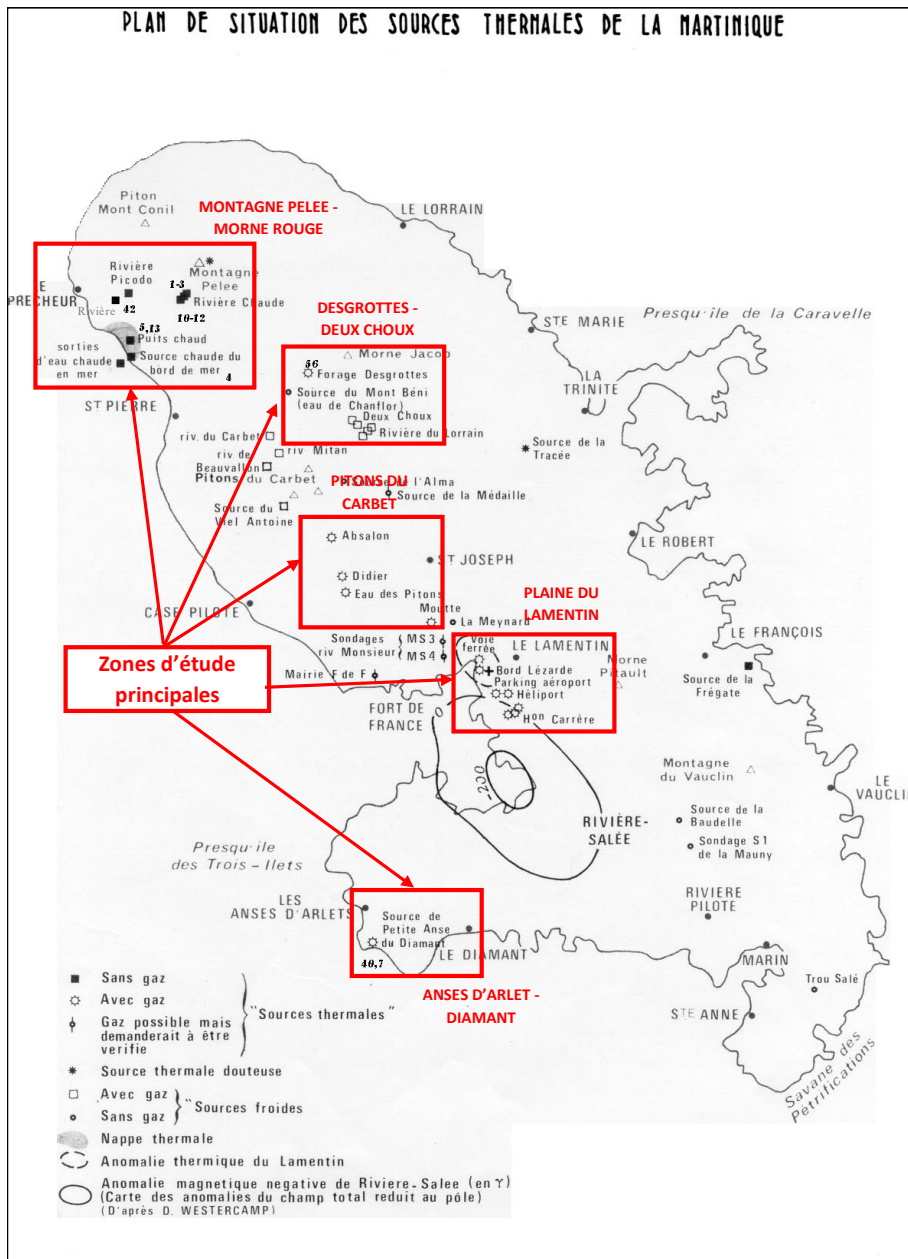 PLAN DE SITUATION DES SOURCES THERMALES DE LA MARTINIQUE
Piton
Mont Conil
MONTAGNE PELEE -
MORNE ROUGE
LE LORRAIN
Rivière
Picodo
1-3
Montagne
Pelee
Rivière Chaude
10-12
PRECHEUR
Rivière
42
5,13
Puits chaud
sorties
d'eau chaude
en mer
Source chaude du
bord de mer
4
ST PIERRE
DESGROTTES -
DEUX CHOUX
STE MARIE
Presqu'ile de la Caravelle
Morne Jacob
56
Forage Desgrottes
Source du Mont Béni
(eau de Chanflor)
Deux Choux
Rivière du Lorrain
LA
TRINITE
Source de la
Tracée
riv. du Carbet
riv Mitan
riv de
Beauvallon
Pitons du Carbet
PITONS DU
CARBET
de l'Alma
Source de la Médaille
Source du
Viel Antoine
Absalon
ST JOSEPH
LE ROBERT
Didier
Eau des Pitons
CASE PILOTE
Moutte
La Meynard
PLAINE DU
LAMENTIN
Sondages
riv Monsieur
MS3
MS4
Voie
ferrée
LE LAMENTIN
LE FRANÇOIS
Zones d'étude
principales
Mairie F de F
Bord Lézarde
Parking aéroport
Héliport
Hon Carrère
Morne
Pitault
Source de la
Frégate
FORT DE
FRANCE
0
-200
Montagne
du Vauclin
LE
VAUCLIN
RIVIÈRE-
SALÉE
Source de la
Baudelle
Sondage S1
de la Mauny
Presqu'ile
des Trois-Ilets
RIVIERE
PILOTE
LES
ANSES D'ARLETS
Source de
Petite Anse
du Diamant
40,7
LE DIAMANT
MARIN
ANSES D'ARLET -
DIAMANT
Trou Salé
STE ANNE
Savane des
Pétrifications
Sans gaz
Avec gaz
Gaz possible mais
demanderait à être
verifie
"Sources thermales"
Source thermale douteuse
Avec gaz
Sans gaz
"Sources froides
Nappe thermale
Anomalie thermique du Lamentin
Anomalie magnetique negative de Riviere-Salee (en γ)
(Carte des anomalies du champ total reduit au pôle)
(D'après D. WESTERCAMP)